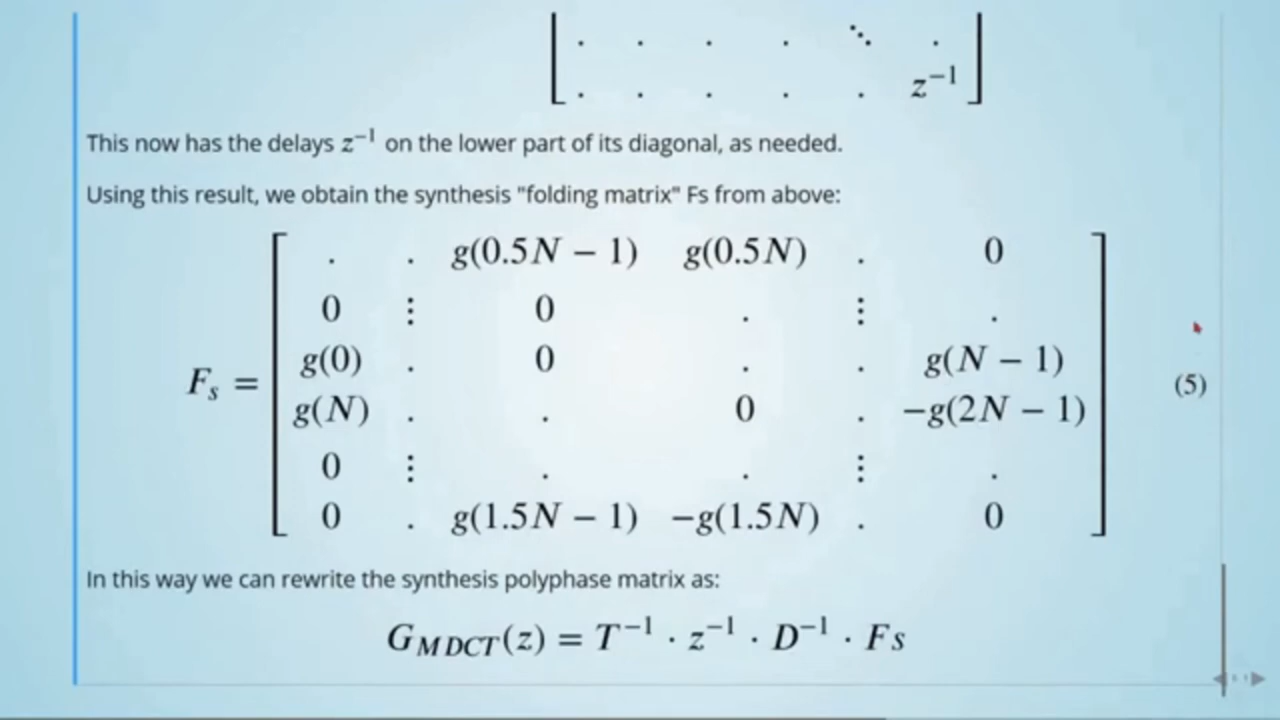 . . . . ⋱ .
. . . . . z⁻¹
This now has the delays z⁻¹ on the lower part of its diagonal, as needed.
Using this result, we obtain the synthesis "folding matrix" Fs from above:
. . g(0.5N − 1) g(0.5N) . 0
0 ⋮ 0 . ⋮ .
g(0) . 0 . . g(N − 1)
Fₛ = (5)
g(N) . . 0 . −g(2N − 1)
0 ⋮ . . ⋮ .
0 . g(1.5N − 1) −g(1.5N) . 0
In this way we can rewrite the synthesis polyphase matrix as:
G_MDCT(z) = T⁻¹ · z⁻¹ · D⁻¹ · Fs